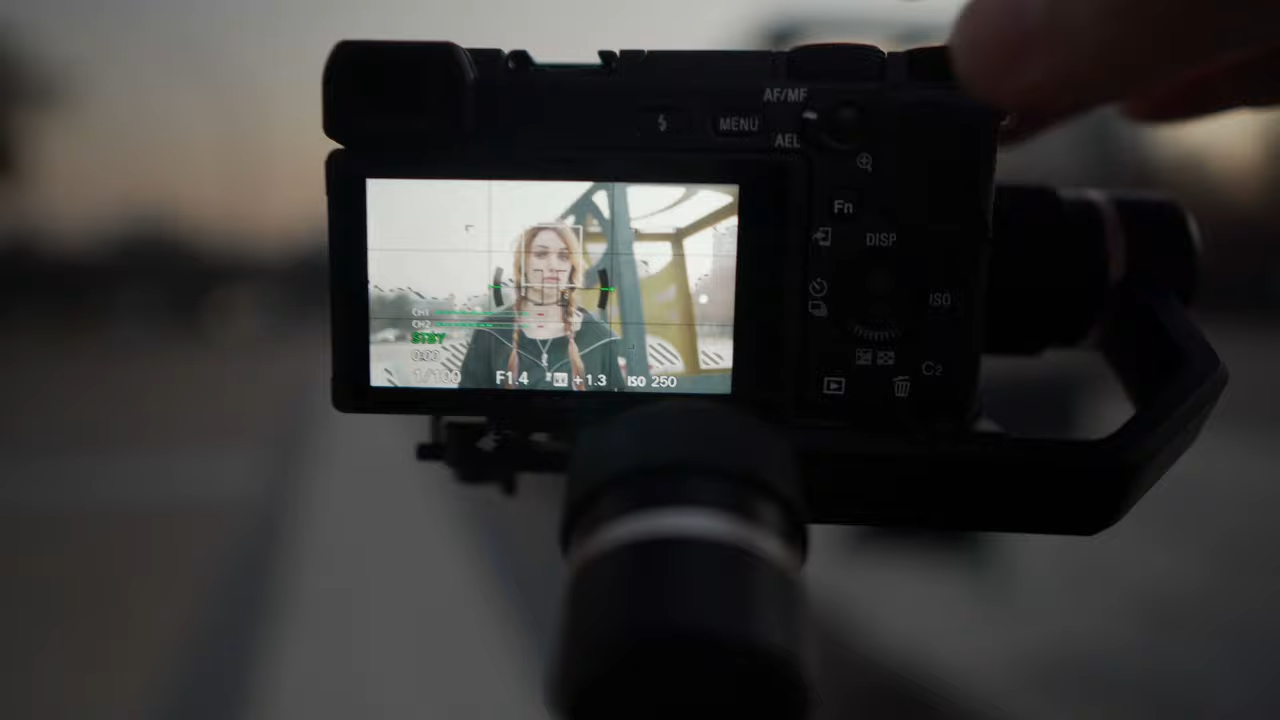 AF/MF
MENU
AEL
Fn
DISP
ISO
C2
CH1
CH2
STBY
0:00
1/100 F1.4 +1.3 ISO 250